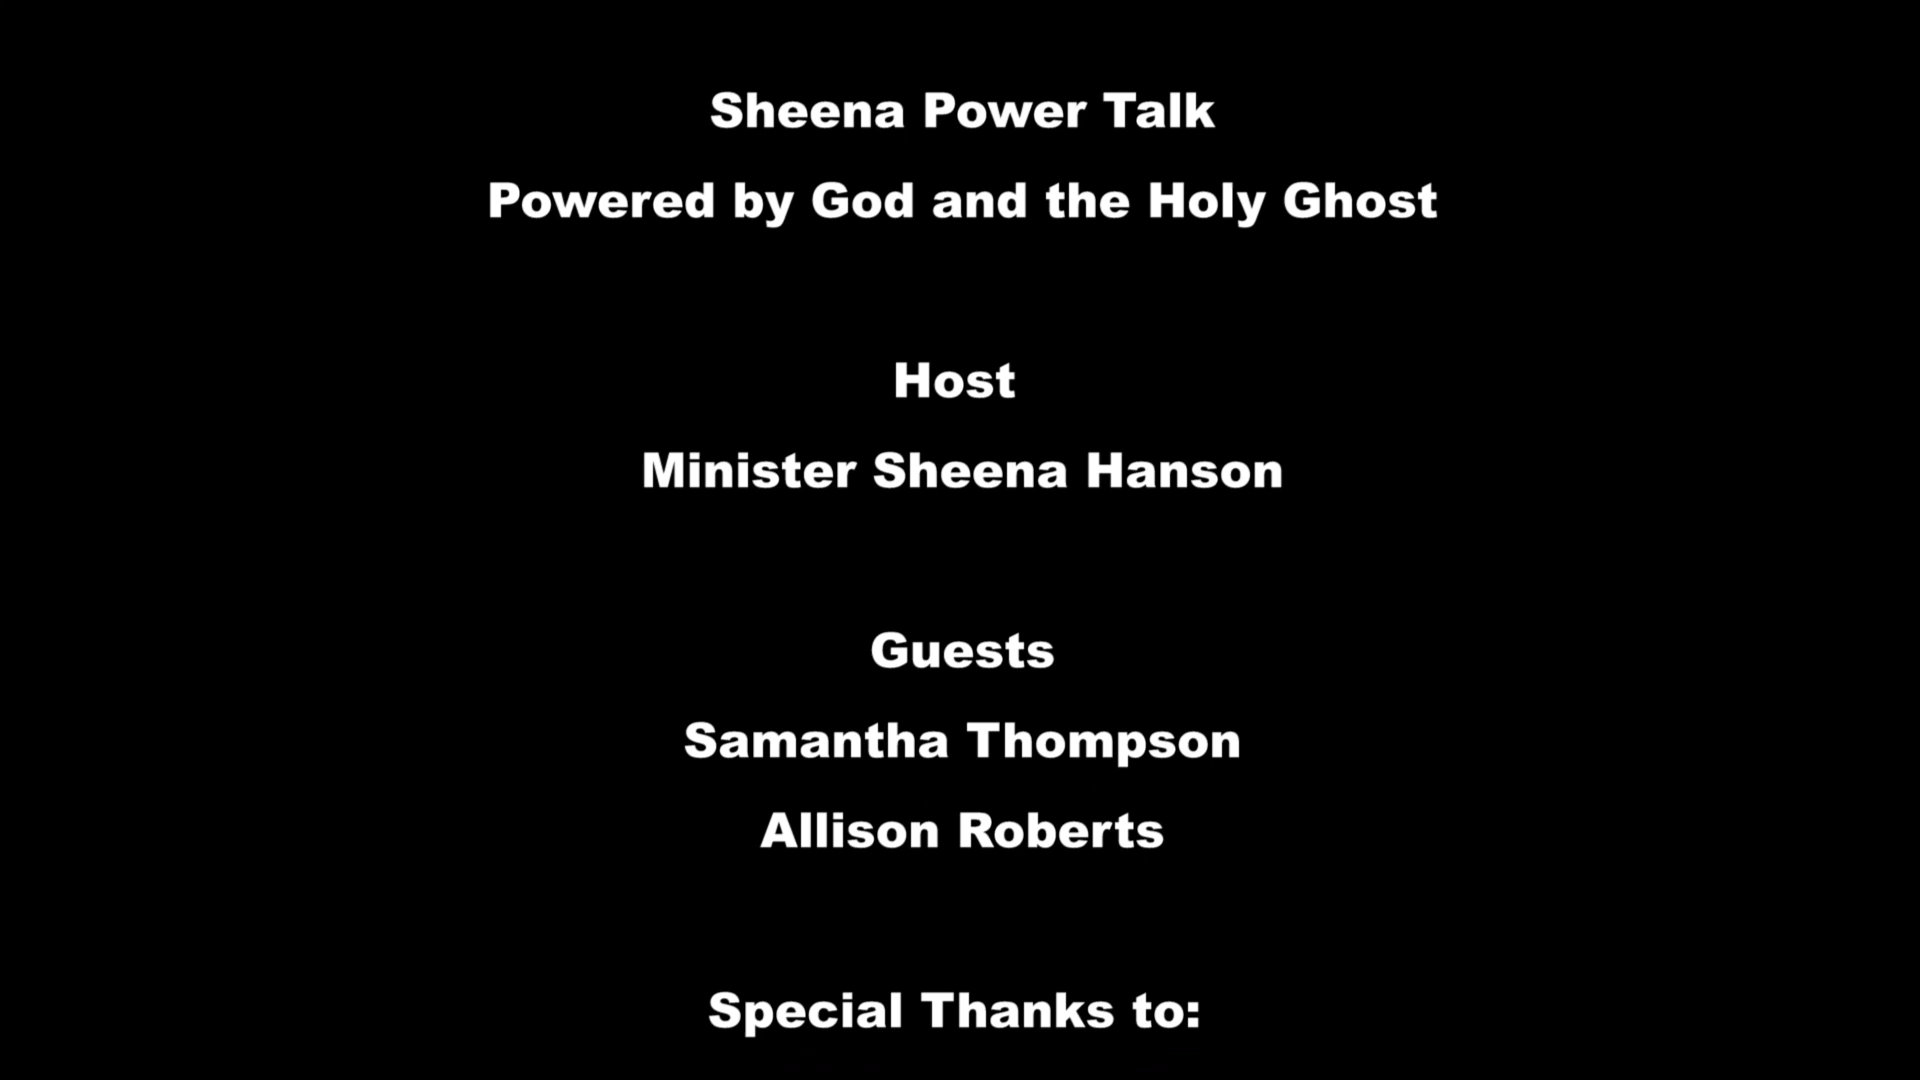 Sheena Power Talk
Powered by God and the Holy Ghost
Host
Minister Sheena Hanson
Guests
Samantha Thompson
Allison Roberts
Special Thanks to: